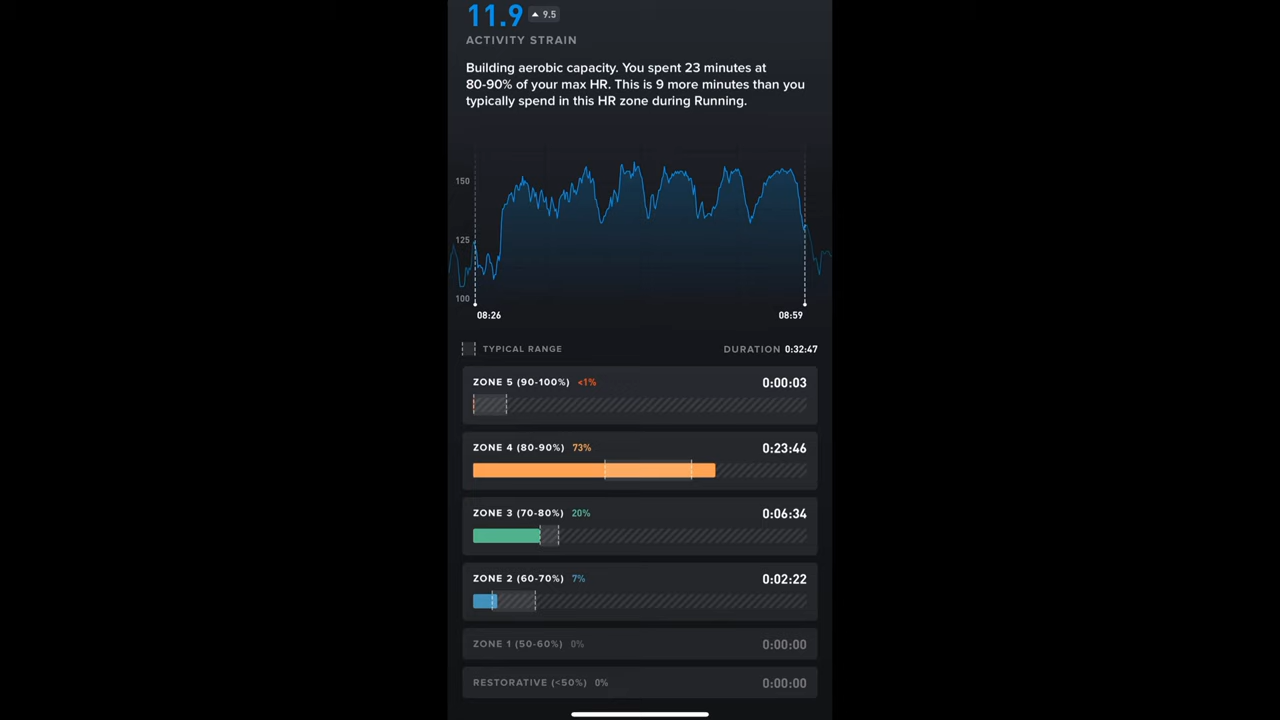 11.9 ▲ 9.5
ACTIVITY STRAIN
Building aerobic capacity. You spent 23 minutes at
80-90% of your max HR. This is 9 more minutes than you
typically spend in this HR zone during Running.
150
125
100
08:26 08:59
TYPICAL RANGE DURATION 0:32:47
ZONE 5 (90-100%) <1% 0:00:03
ZONE 4 (80-90%) 73% 0:23:46
ZONE 3 (70-80%) 20% 0:06:34
ZONE 2 (60-70%) 7% 0:02:22
ZONE 1 (50-60%) 0% 0:00:00
RESTORATIVE (<50%) 0% 0:00:00